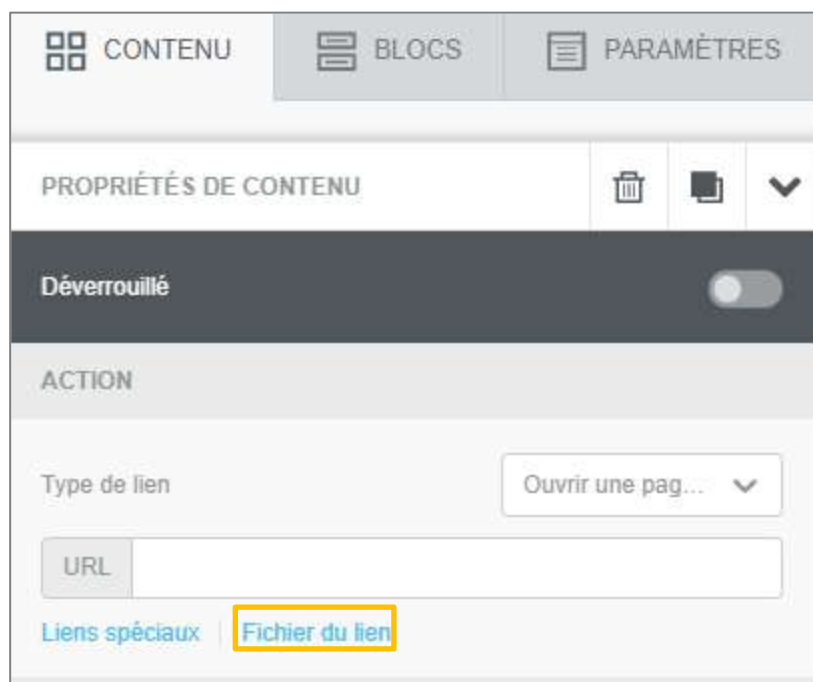 CONTENU BLOCS PARAMÈTRES
PROPRIÉTÉS DE CONTENU
Déverrouillé
ACTION
Type de lien Ouvrir une pag...
URL
Liens spéciaux Fichier du lien